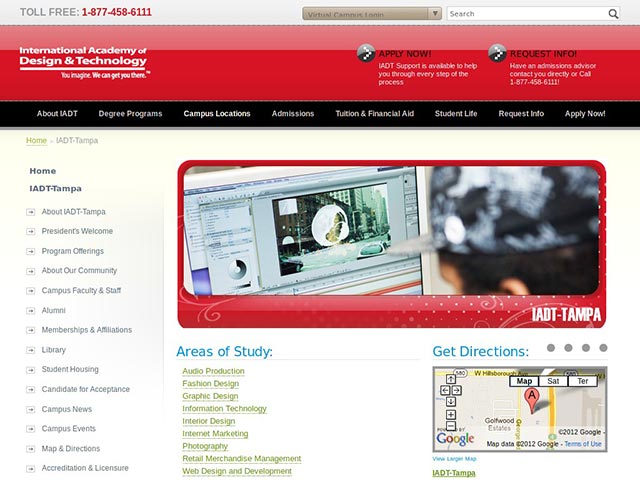 TOLL FREE: 1-877-458-6111
Virtual Campus Login
Search
International Academy of
Design & Technology
You imagine. We can get you there.™
APPLY NOW!
IADT Support is available to help
you through every step of the
process
REQUEST INFO!
Have an admissions advisor
contact you directly or Call
1-877-458-6111!
About IADT
Degree Programs
Campus Locations
Admissions
Tuition & Financial Aid
Student Life
Request Info
Apply Now!
Home » IADT-Tampa
Home
IADT-Tampa
About IADT-Tampa
President's Welcome
Program Offerings
About Our Community
Campus Faculty & Staff
Alumni
Memberships & Affiliations
Library
Student Housing
Candidate for Acceptance
Campus News
Campus Events
Map & Directions
Accreditation & Licensure
IADT-TAMPA
Areas of Study:
Audio Production
Fashion Design
Graphic Design
Information Technology
Interior Design
Internet Marketing
Photography
Retail Merchandise Management
Web Design and Development
Get Directions:
580
W Hillsborough Ave
580
Map
Sat
Ter
A
Golfwood
Estates
George
POWERED BY
Google
©2012 Google -
Map data ©2012 Google - Terms of Use
View Larger Map
IADT-Tampa